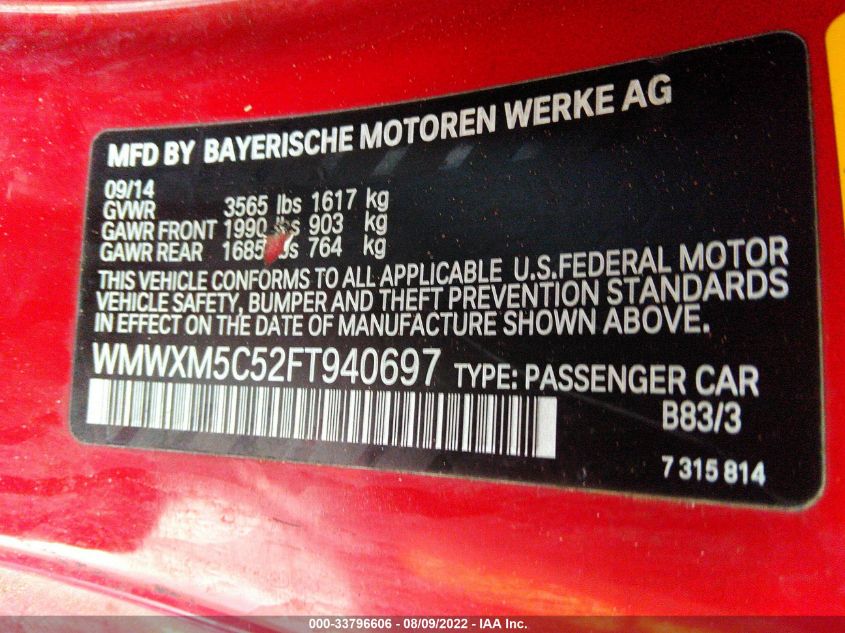 MFD BY BAYERISCHE MOTOREN WERKE AG
09/14
GVWR 3565 lbs 1617 kg
GAWR FRONT 1990 lbs 903 kg
GAWR REAR 1685 lbs 764 kg
THIS VEHICLE CONFORMS TO ALL APPLICABLE U.S.FEDERAL MOTOR
VEHICLE SAFETY, BUMPER AND THEFT PREVENTION STANDARDS
IN EFFECT ON THE DATE OF MANUFACTURE SHOWN ABOVE.
WMWXM5C52FT940697 TYPE: PASSENGER CAR
B83/3
7 315 814
000-33796606 - 08/09/2022 - IAA Inc.